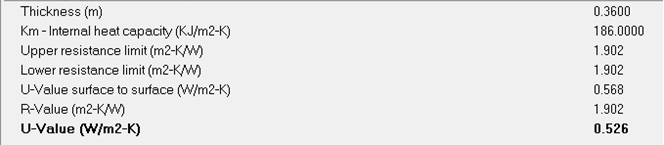 Thickness (m) 0.3600
Km - Internal heat capacity (KJ/m2-K) 186.0000
Upper resistance limit (m2-K/W) 1.902
Lower resistance limit (m2-K/W) 1.902
U-Value surface to surface (W/m2-K) 0.568
R-Value (m2-K/W) 1.902
U-Value (W/m2-K) 0.526